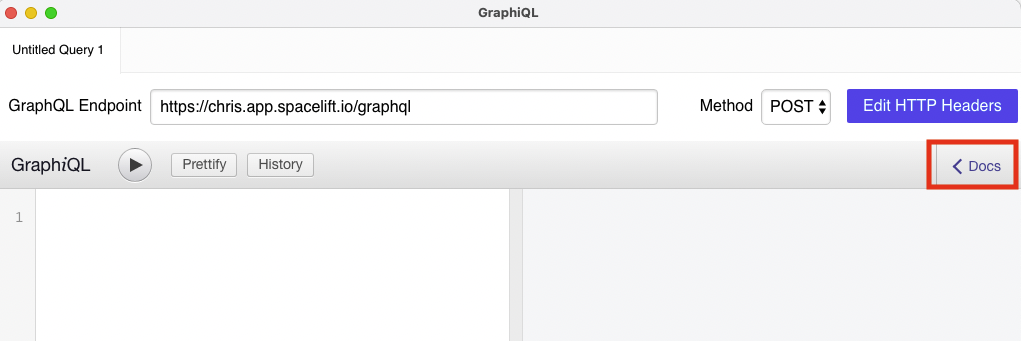 GraphiQL
Untitled Query 1
GraphQL Endpoint https://chris.app.spacelift.io/graphql Method POST Edit HTTP Headers
GraphiQL Prettify History Docs
1